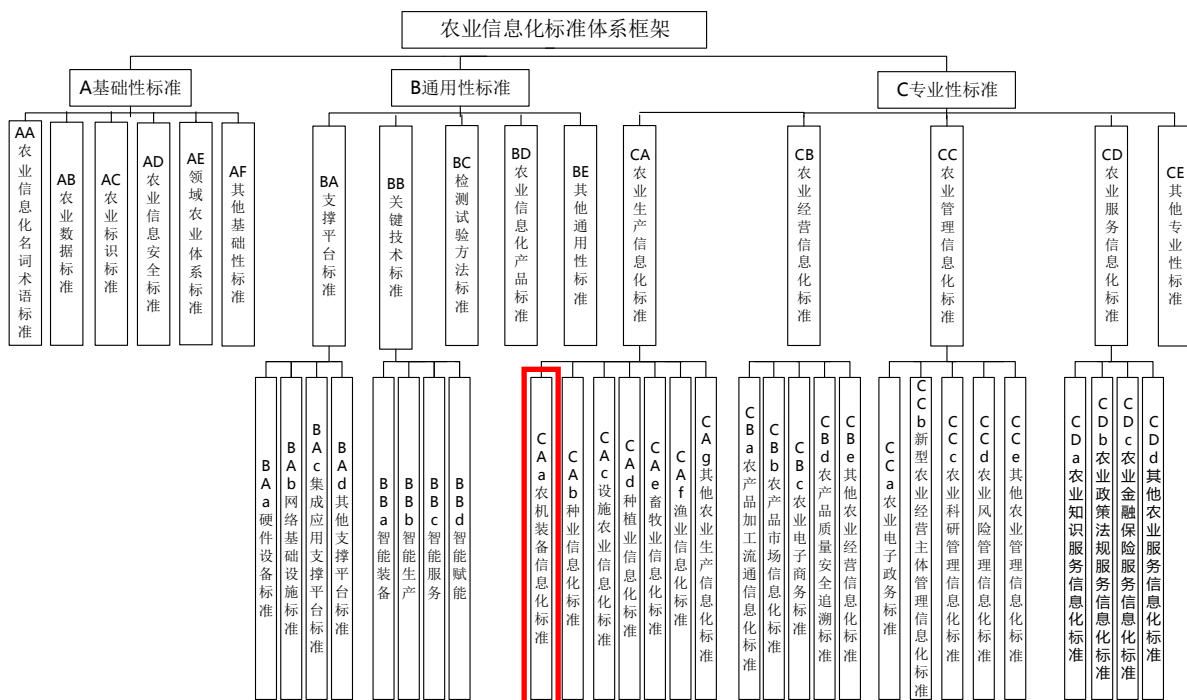 农业信息化标准体系框架
A基础性标准
B通用性标准
C专业性标准
AA农业信息化名词术语标准
AB农业数据标准
AC农业标识标准
AD农业信息安全标准
AE领域农业体系标准
AF其他基础性标准
BA支撑平台标准
BB关键技术标准
BC检测试验方法标准
BD农业信息化产品标准
BE其他通用性标准
CA农业生产信息化标准
CB农业经营信息化标准
CC农业管理信息化标准
CD农业服务信息化标准
CE其他专业性标准
BAa硬件设备标准
BAb网络基础设施标准
BAc集成应用支撑平台标准
BAd其他支撑平台标准
BBa智能装备
BBb智能生产
BBc智能服务
BBd智能赋能
CAa农机装备信息化标准
CAb种业信息化标准
CAc设施农业信息化标准
CAd种植业信息化标准
CAe畜牧业信息化标准
CAf渔业信息化标准
CAg其他农业生产信息化标准
CBa农产品加工流通信息化标准
CBb农产品市场信息化标准
CBc农业电子商务标准
CBd农产品质量安全追溯标准
CBe其他农业经营信息化标准
CCa农业电子政务标准
CCb新型农业经营主体管理信息化标准
CCc农业科研管理信息化标准
CCd农业风险管理信息化标准
CCe其他农业管理信息化标准
CDa农业知识服务信息化标准
CDb农业政策法规服务信息化标准
CDc农业金融保险服务信息化标准
CDd其他农业服务信息化标准